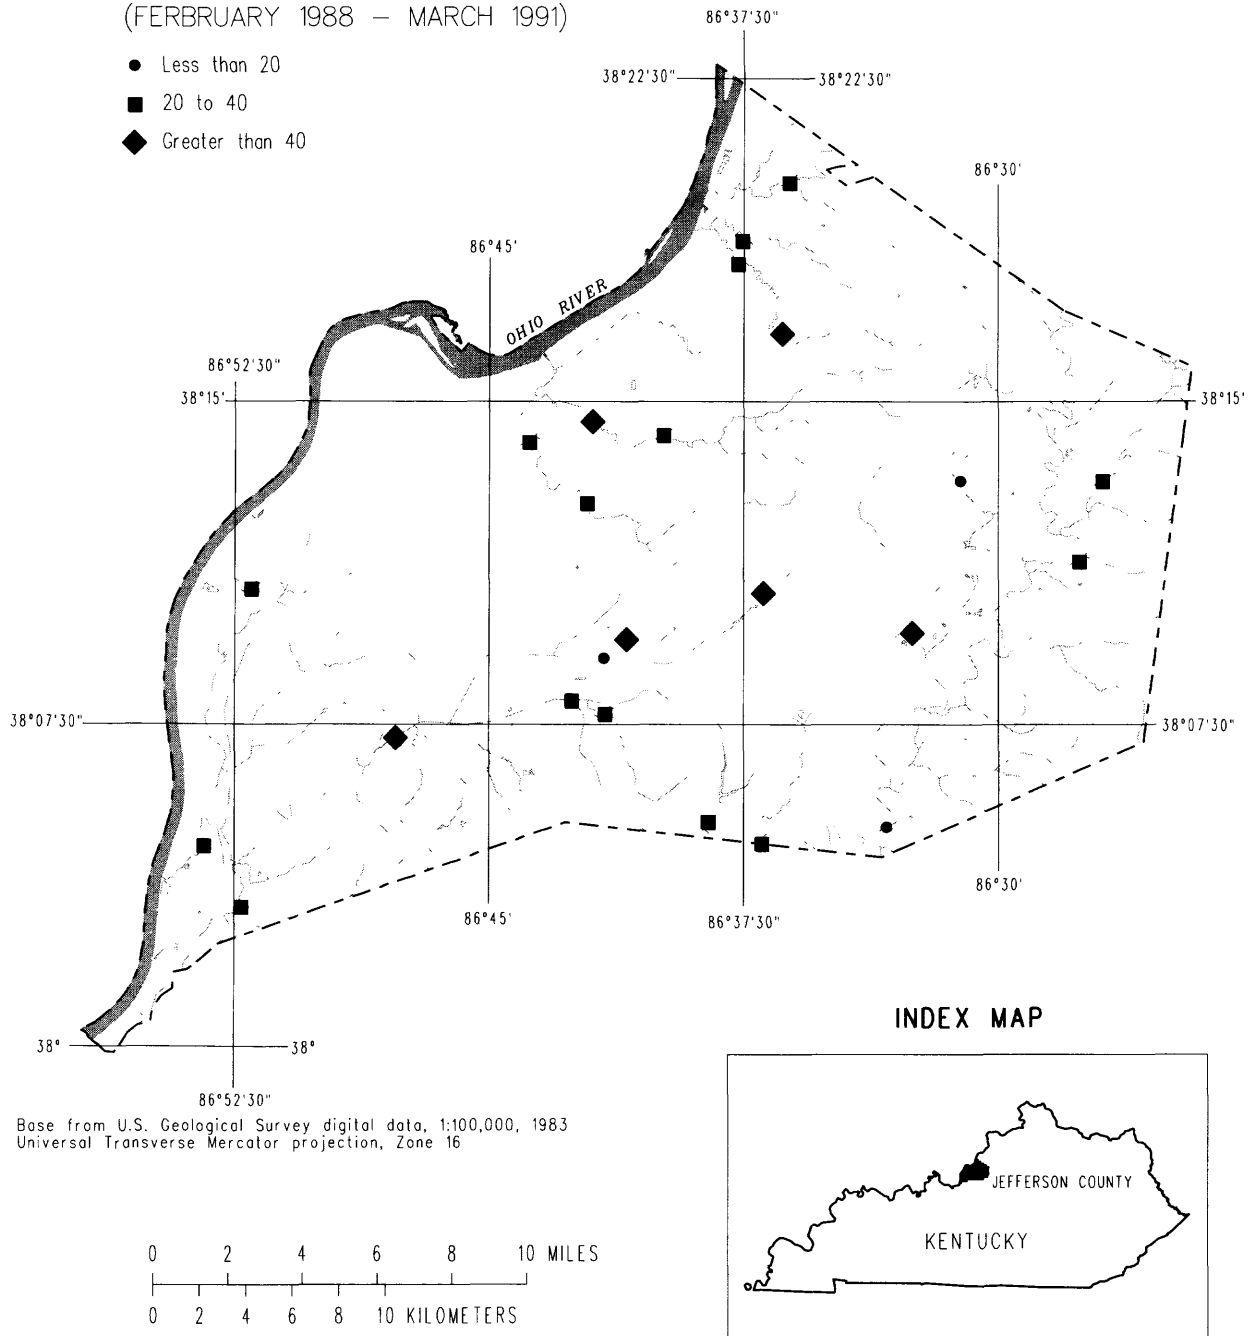 (FERBRUARY 1988 – MARCH 1991)
Less than 20
20 to 40
Greater than 40
86°37'30"
38°22'30"
38°22'30"
86°30'
86°45'
OHIO RIVER
86°52'30"
38°15'
38°15'
38°07'30"
38°07'30"
86°30'
86°45'
86°37'30"
38°
38°
86°52'30"
Base from U.S. Geological Survey digital data, 1:100,000, 1983
Universal Transverse Mercator projection, Zone 16
0 2 4 6 8 10 MILES
0 2 4 6 8 10 KILOMETERS
INDEX MAP
JEFFERSON COUNTY
KENTUCKY